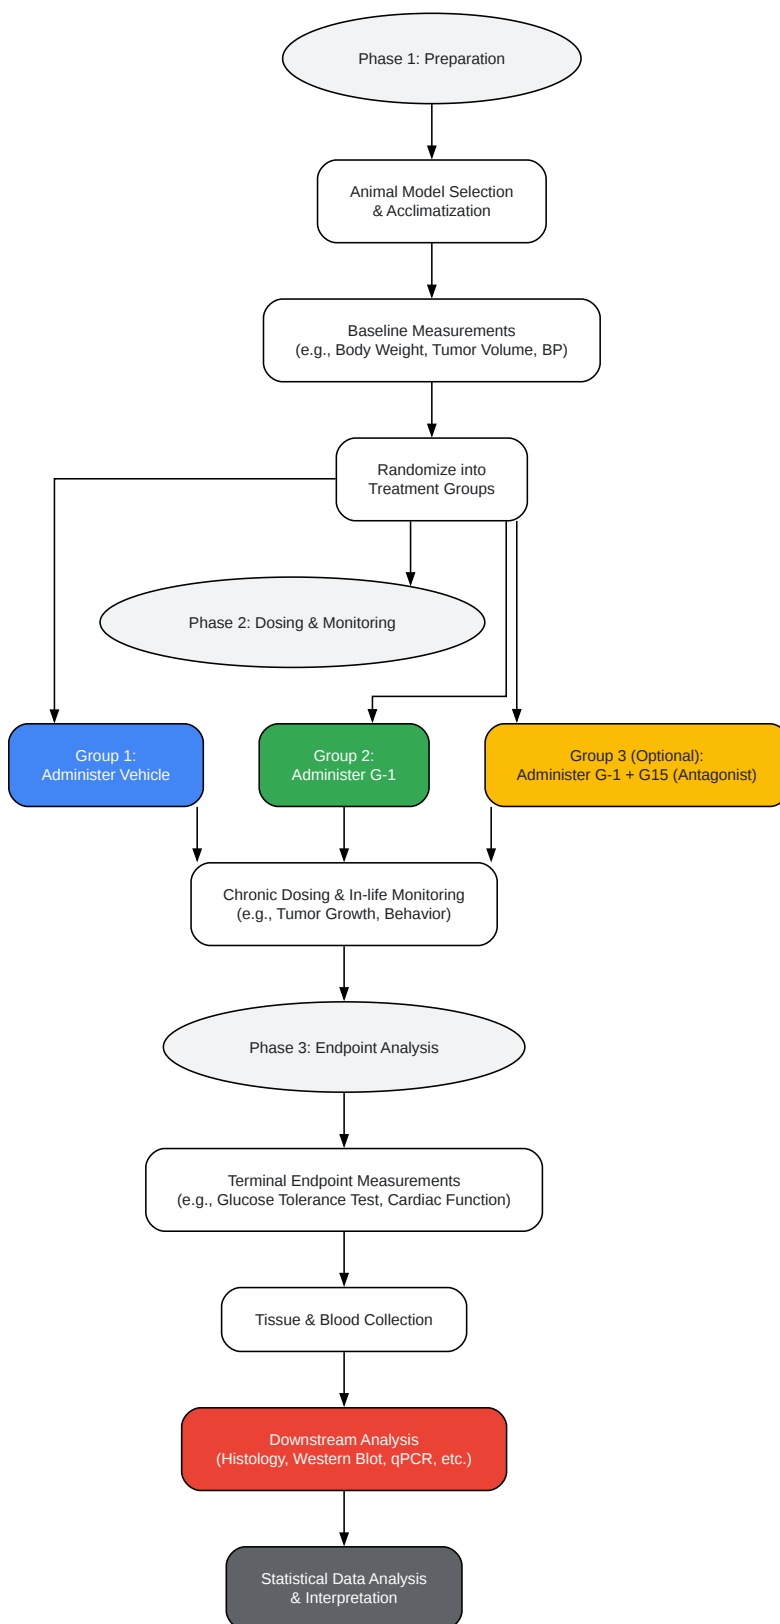 Phase 1: Preparation
Animal Model Selection
& Acclimatization
Baseline Measurements
(e.g., Body Weight, Tumor Volume, BP)
Randomize into
Treatment Groups
Phase 2: Dosing & Monitoring
Group 1:
Administer Vehicle
Group 2:
Administer G-1
Group 3 (Optional):
Administer G-1 + G15 (Antagonist)
Chronic Dosing & In-life Monitoring
(e.g., Tumor Growth, Behavior)
Phase 3: Endpoint Analysis
Terminal Endpoint Measurements
(e.g., Glucose Tolerance Test, Cardiac Function)
Tissue & Blood Collection
Downstream Analysis
(Histology, Western Blot, qPCR, etc.)
Statistical Data Analysis
& Interpretation